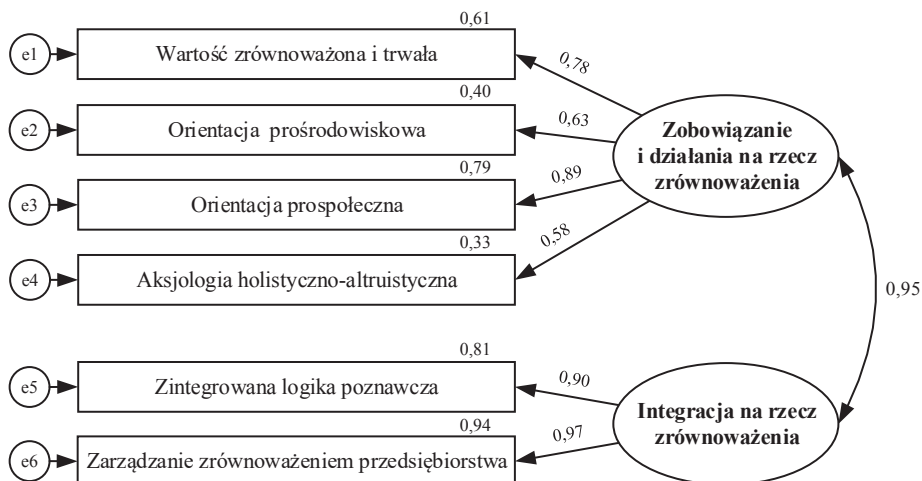 0,61
e1
Wartość zrównoważona i trwała
0,78
0,40
e2
Orientacja prośrodowiskowa
0,63
Zobowiązanie
i działania na rzecz
zrównoważenia
0,79
e3
Orientacja prospołeczna
0,89
0,33
e4
Aksjologia holistyczno-altruistyczna
0,58
0,95
0,81
e5
Zintegrowana logika poznawcza
0,90
Integracja na rzecz
zrównoważenia
0,94
e6
Zarządzanie zrównoważeniem przedsiębiorstwa
0,97